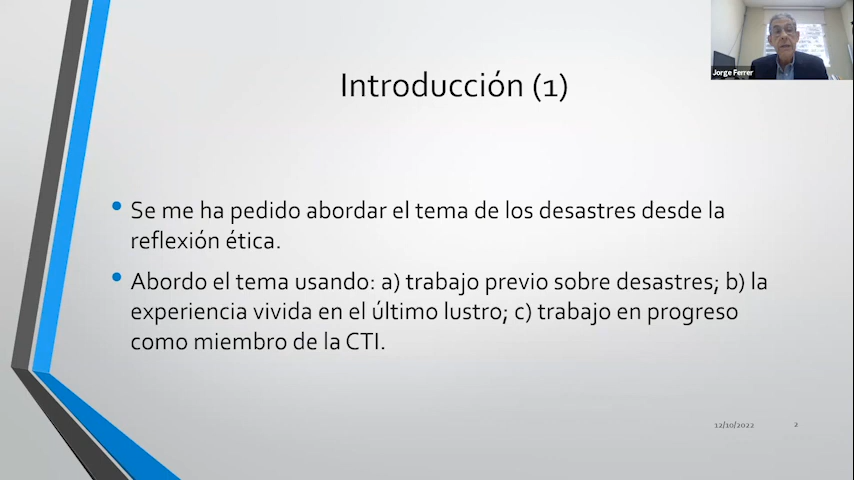 Jorge Ferrer
Introducción (1)
• Se me ha pedido abordar el tema de los desastres desde la
reflexión ética.
• Abordo el tema usando: a) trabajo previo sobre desastres; b) la
experiencia vivida en el último lustro; c) trabajo en progreso
como miembro de la CTI.
12/10/2022
2